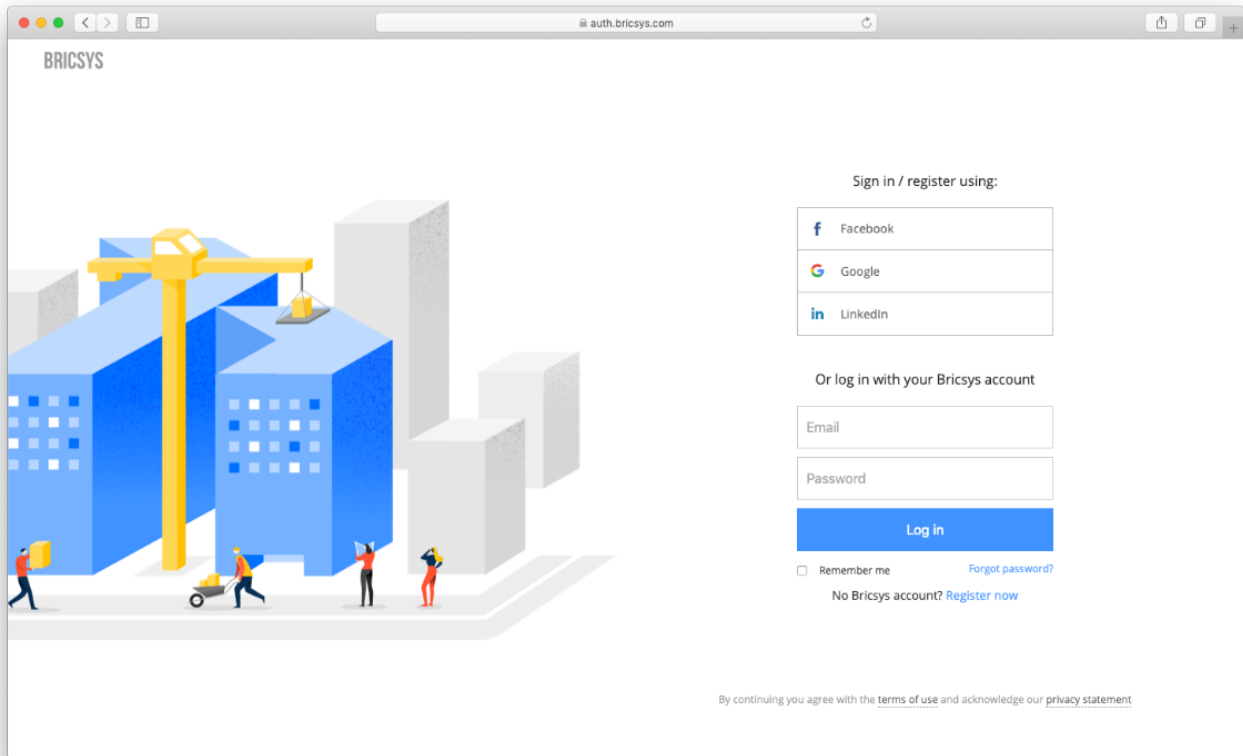 auth.bricsys.com
BRICSYS
Sign in / register using:
Facebook
Google
LinkedIn
Or log in with your Bricsys account
Email
Password
Log in
Remember me Forgot password?
No Bricsys account? Register now
By continuing you agree with the terms of use and acknowledge our privacy statement